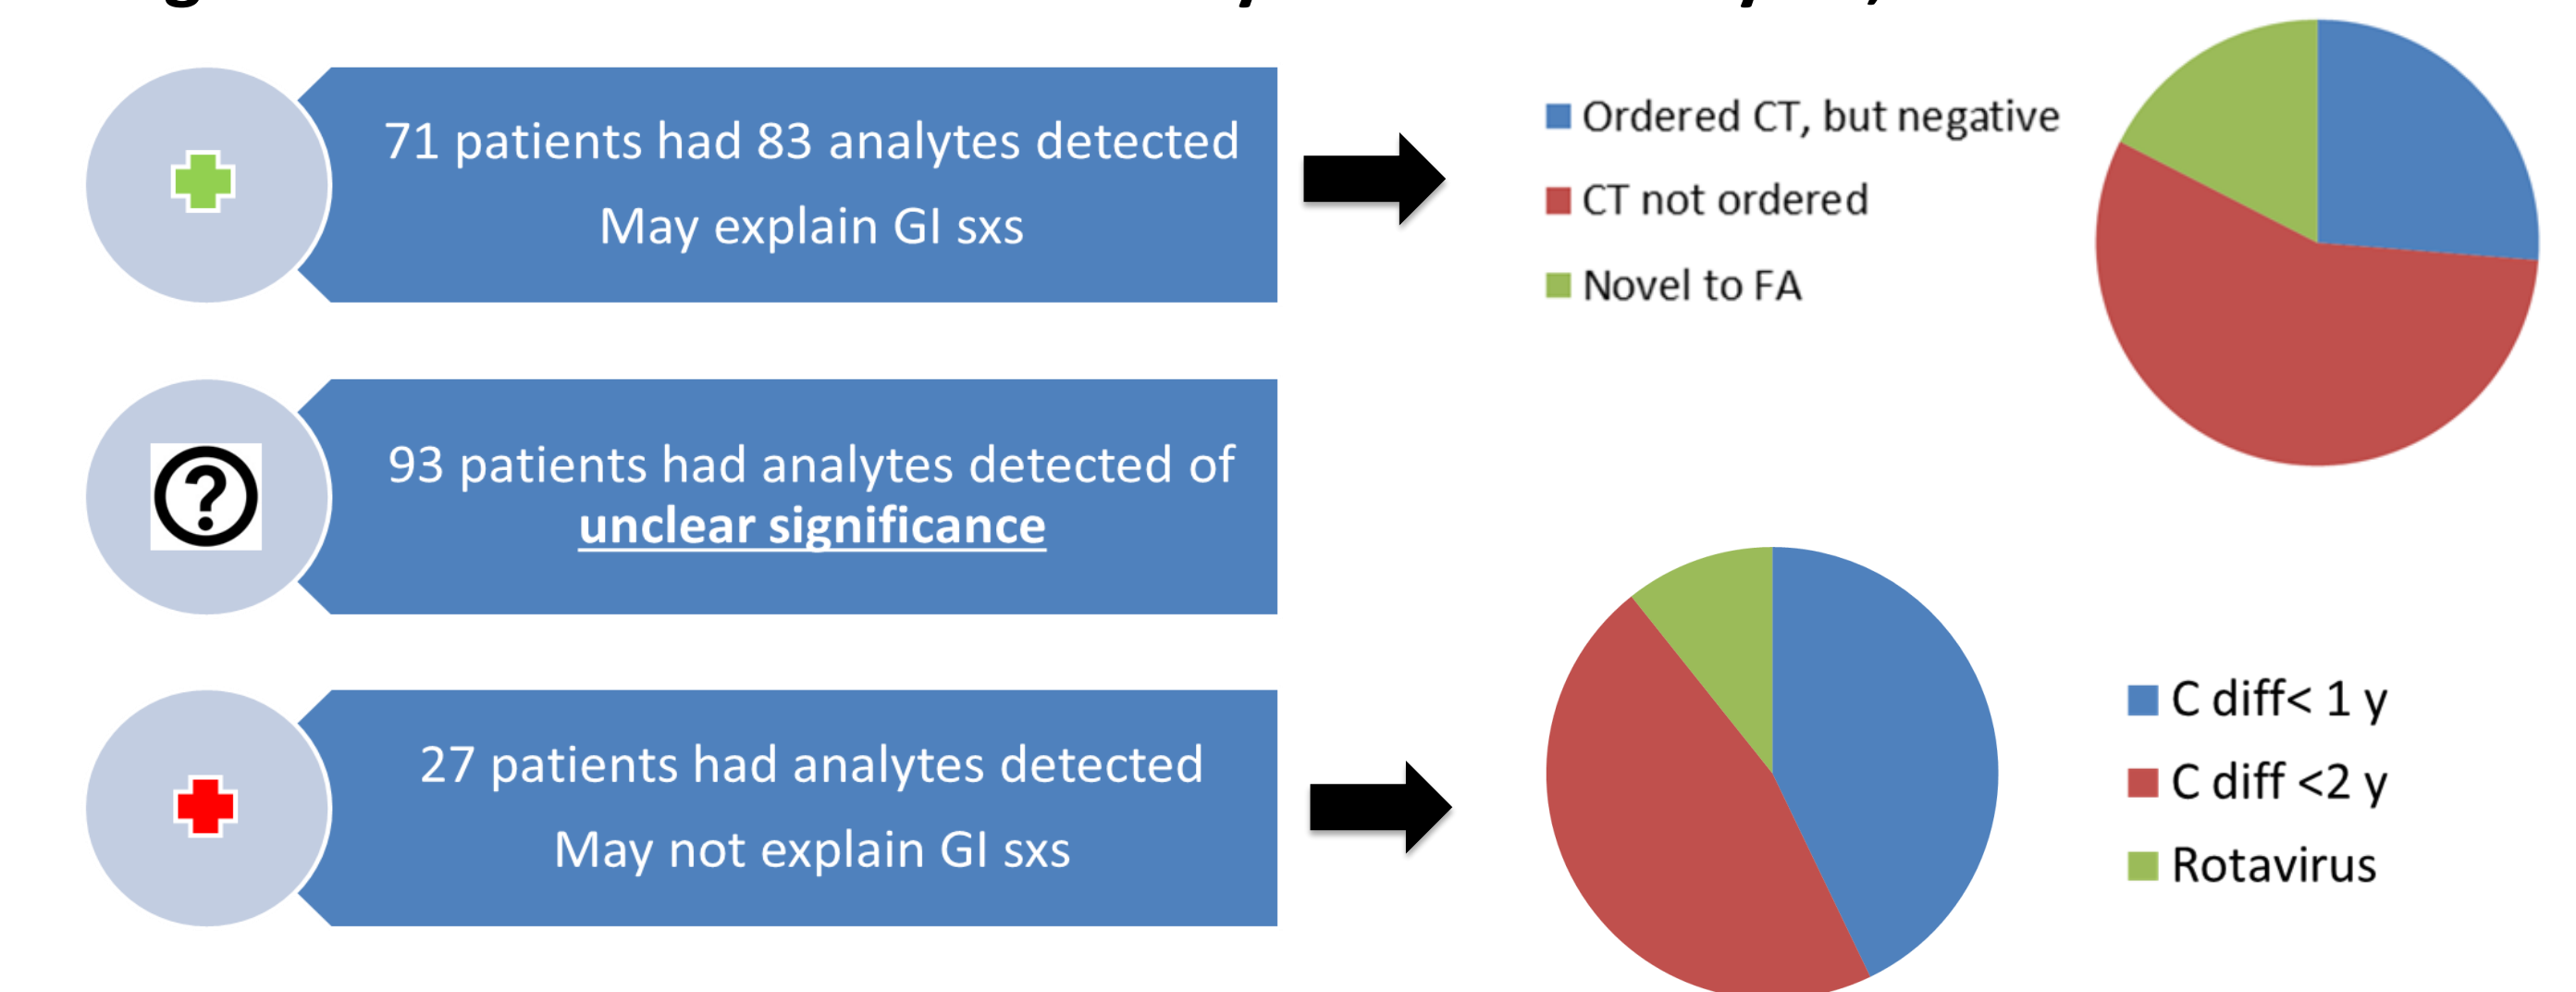 71 patients had 83 analytes detected
May explain GI sxs
Ordered CT, but negative
CT not ordered
Novel to FA
?
93 patients had analytes detected of
unclear significance
27 patients had analytes detected
May not explain GI sxs
C diff< 1 y
C diff <2 y
Rotavirus